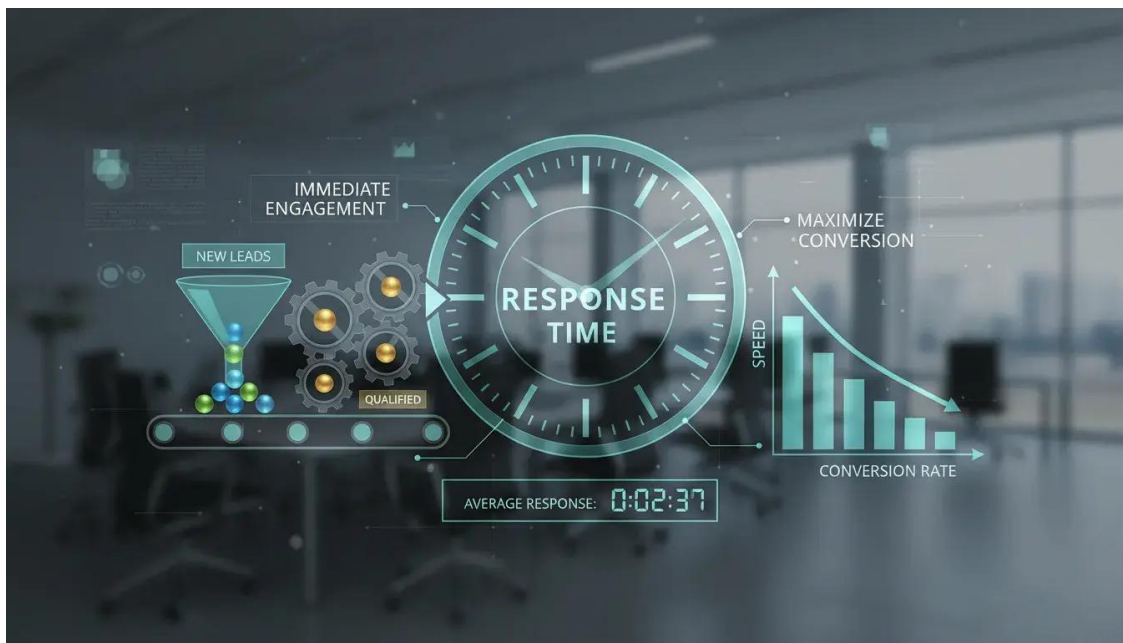 IMMEDIATE
ENGAGEMENT
NEW LEADS
QUALIFIED
RESPONSE
TIME
MAXIMIZE
CONVERSION
SPEED
CONVERSION RATE
AVERAGE RESPONSE: 0:02:37